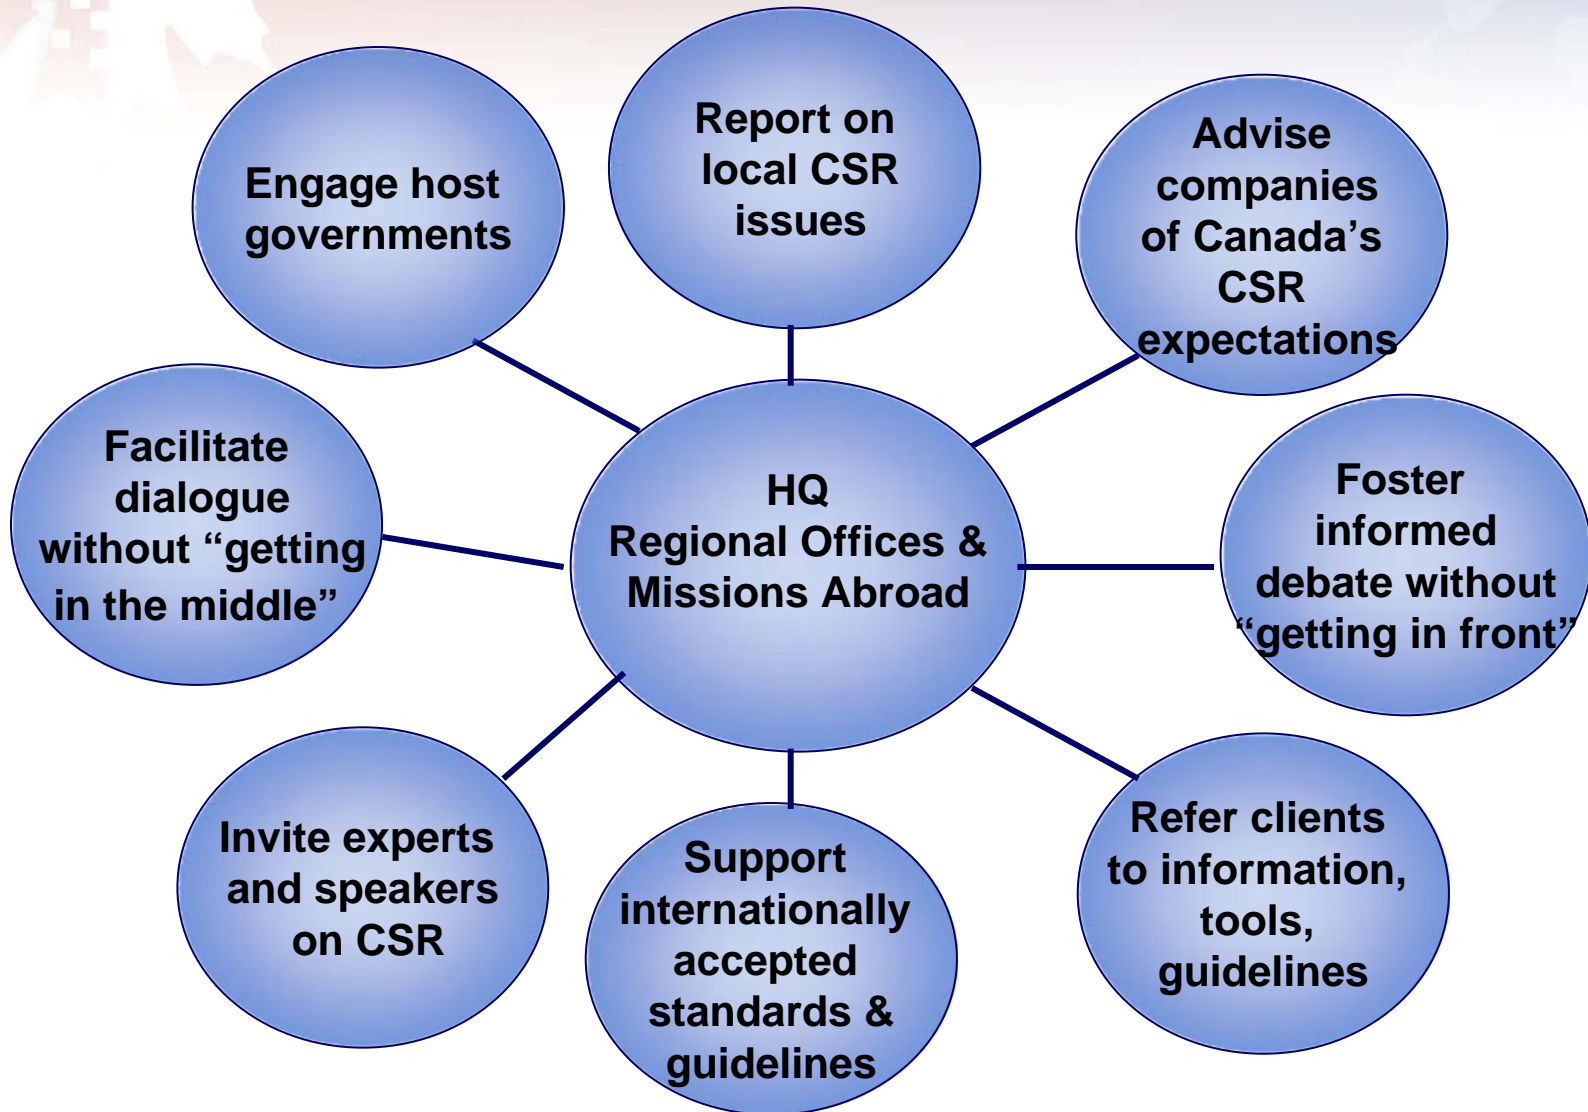 Report on
local CSR
issues
Advise
companies
of Canada’s
CSR
expectations
Foster
informed
debate without
“getting in front”
Refer clients
to information,
tools,
guidelines
Support
internationally
accepted
standards &
guidelines
Invite experts
and speakers
on CSR
Facilitate
dialogue
without “getting
in the middle”
Engage host
governments
HQ
Regional Offices &
Missions Abroad